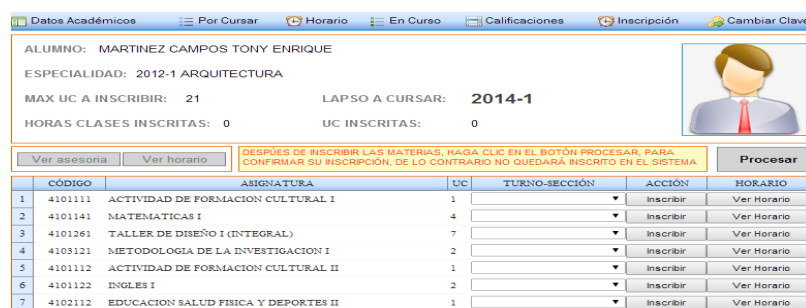 Datos Académicos Por Cursar Horario En Curso Calificaciones Inscripción Cambiar Clave
ALUMNO: MARTINEZ CAMPOS TONY ENRIQUE
ESPECIALIDAD: 2012-1 ARQUITECTURA
MAX UC A INSCRIBIR: 21 LAPSO A CURSAR: 2014-1
HORAS CLASES INSCRITAS: 0 UC INSCRITAS: 0
Ver asesoria Ver horario
DESPÚES DE INSCRIBIR LAS MATERIAS, HAGA CLIC EN EL BOTÓN PROCESAR, PARA
CONFIRMAR SU INSCRIPCIÓN, DE LO CONTRARIO NO QUEDARÁ INSCRITO EN EL SISTEMA
Procesar
CÓDIGO ASIGNATURA UC TURNO-SECCIÓN ACCIÓN HORARIO
1 4101111 ACTIVIDAD DE FORMACION CULTURAL I 1 Inscribir Ver Horario
2 4101141 MATEMATICAS I 4 Inscribir Ver Horario
3 4101261 TALLER DE DISEÑO I (INTEGRAL) 7 Inscribir Ver Horario
4 4103121 METODOLOGIA DE LA INVESTIGACION I 2 Inscribir Ver Horario
5 4101112 ACTIVIDAD DE FORMACION CULTURAL II 1 Inscribir Ver Horario
6 4101122 INGLES I 2 Inscribir Ver Horario
7 4102112 EDUCACION SALUD FISICA Y DEPORTES II 1 Inscribir Ver Horario